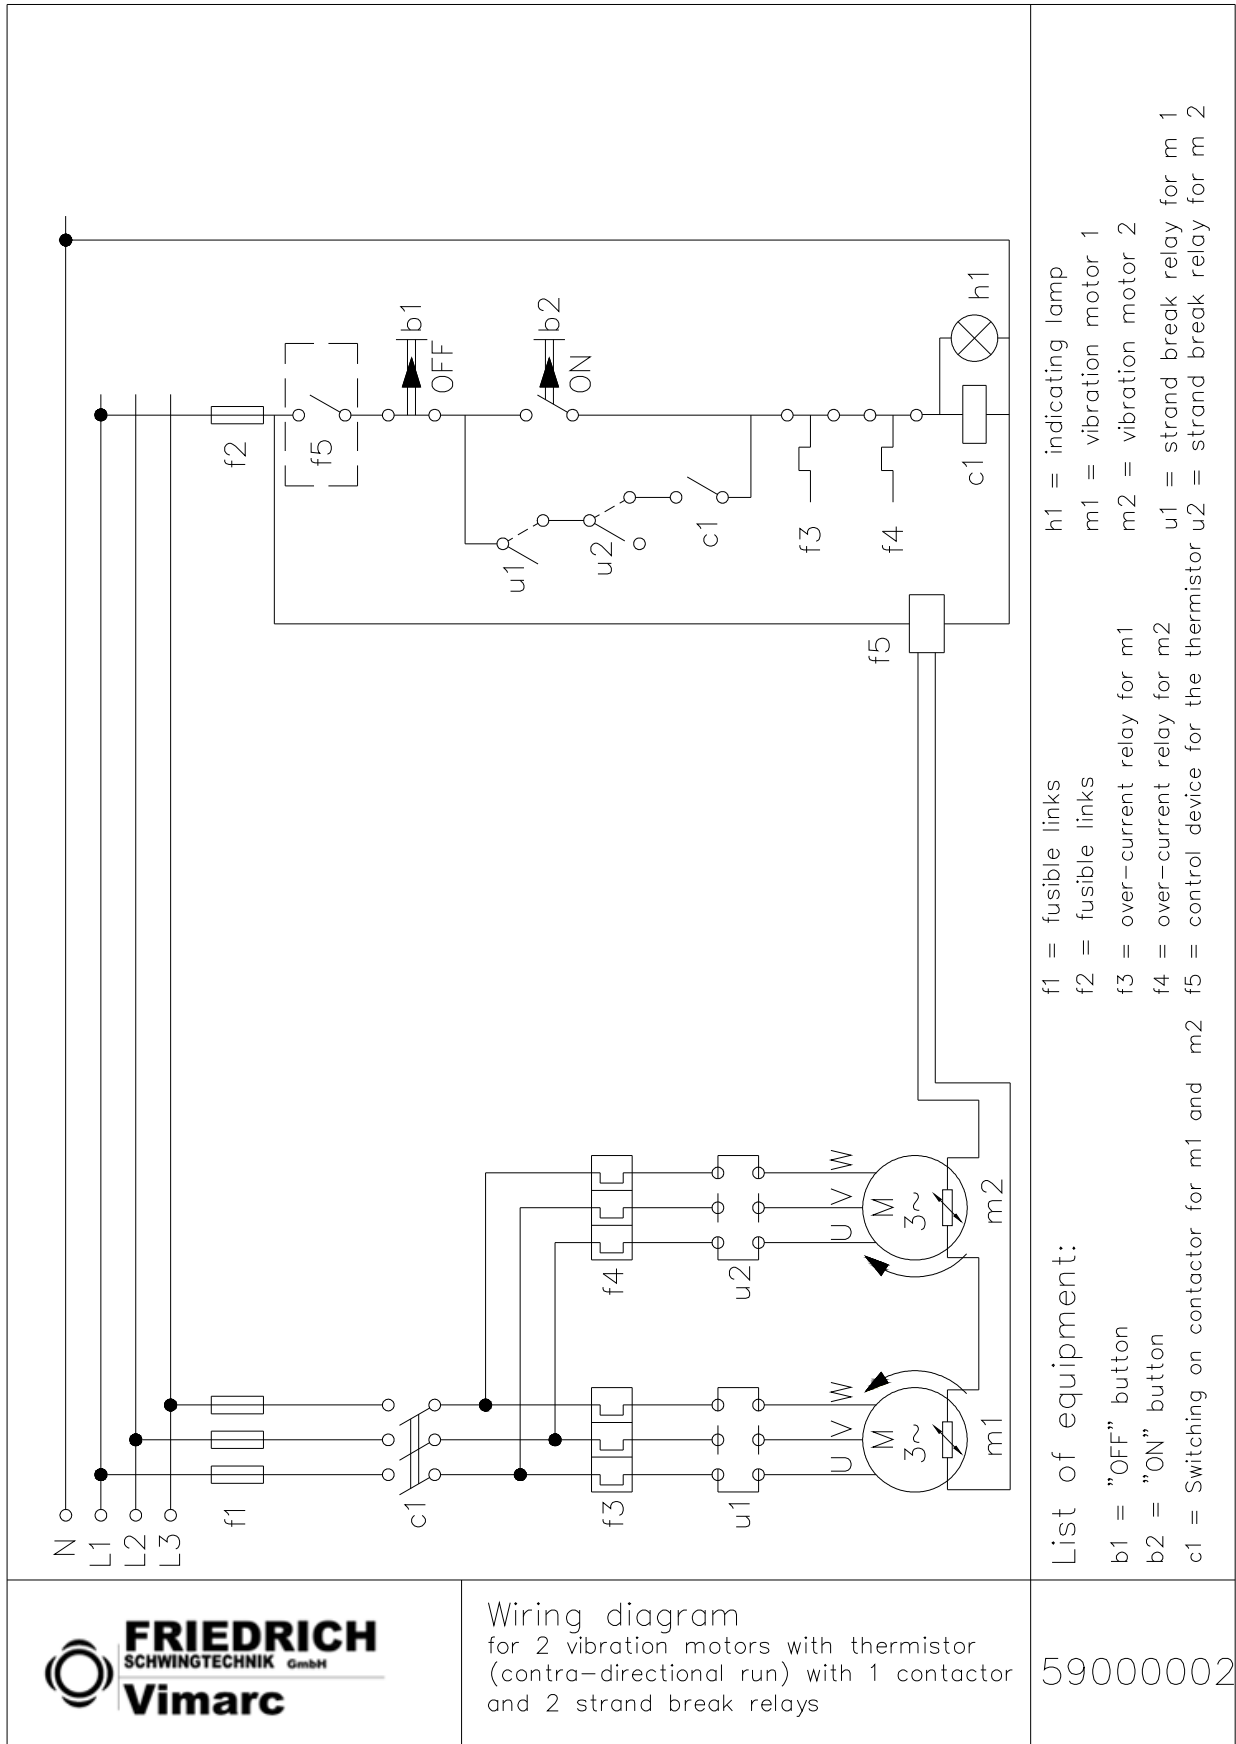 N
L1
L2
L3
f1
c1
f3
u1
U V W
M
3~
m1
f4
u2
U V W
M
3~
m2
f5
f2
f5
b1
OFF
b2
ON
u1
u2
c1
f3
f4
c1
h1
List of equipment:
b1 = "OFF" button
b2 = "ON" button
c1 = Switching on contactor for m1 and m2
f1 = fusible links
f2 = fusible links
f3 = over-current relay for m1
f4 = over-current relay for m2
f5 = control device for the thermistor
h1 = indicating lamp
m1 = vibration motor 1
m2 = vibration motor 2
u1 = strand break relay for m 1
u2 = strand break relay for m 2
FRIEDRICH
SCHWINGTECHNIK GmbH
Vimarc
Wiring diagram
for 2 vibration motors with thermistor
(contra-directional run) with 1 contactor
and 2 strand break relays
59000002